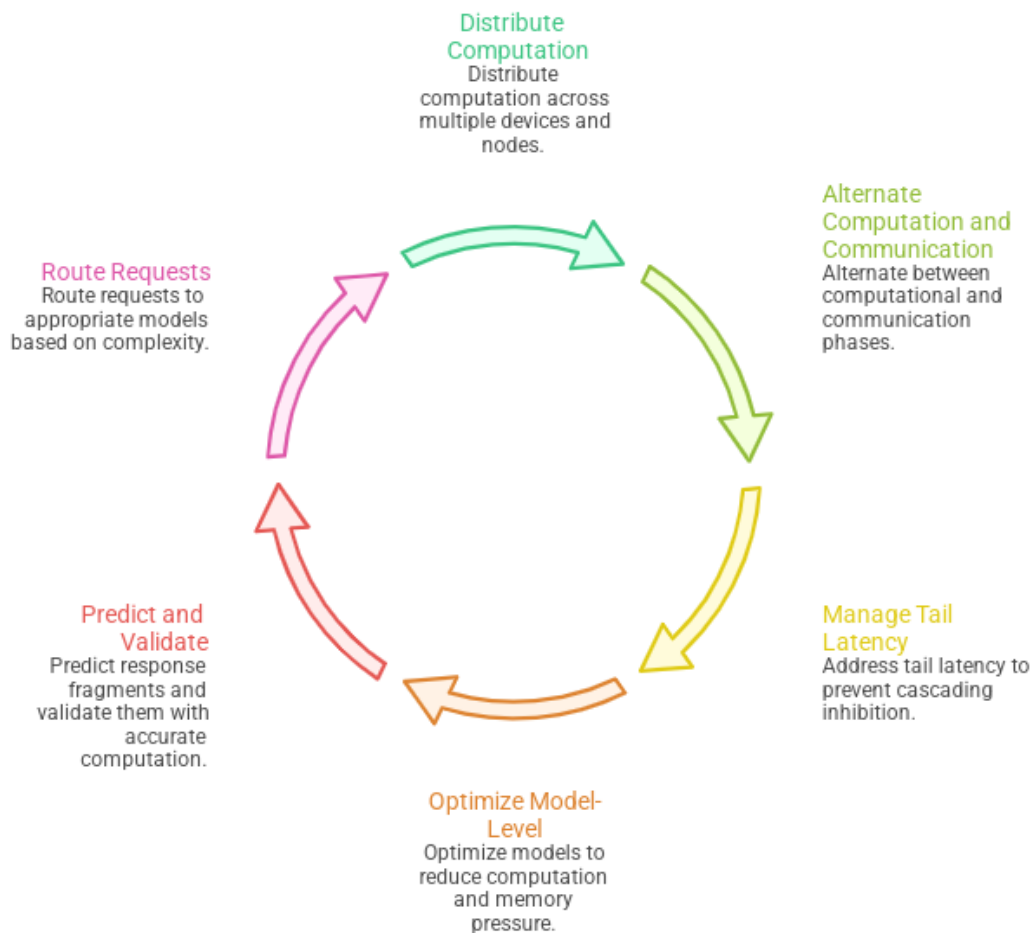 Distribute
Computation
Distribute
computation across
multiple devices and
nodes.
Alternate
Computation and
Communication
Alternate between
computational and
communication
phases.
Manage Tail
Latency
Address tail latency to
prevent cascading
inhibition.
Optimize Model-
Level
Optimize models to
reduce computation
and memory
pressure.
Predict and
Validate
Predict response
fragments and
validate them with
accurate
computation.
Route Requests
Route requests to
appropriate models
based on complexity.